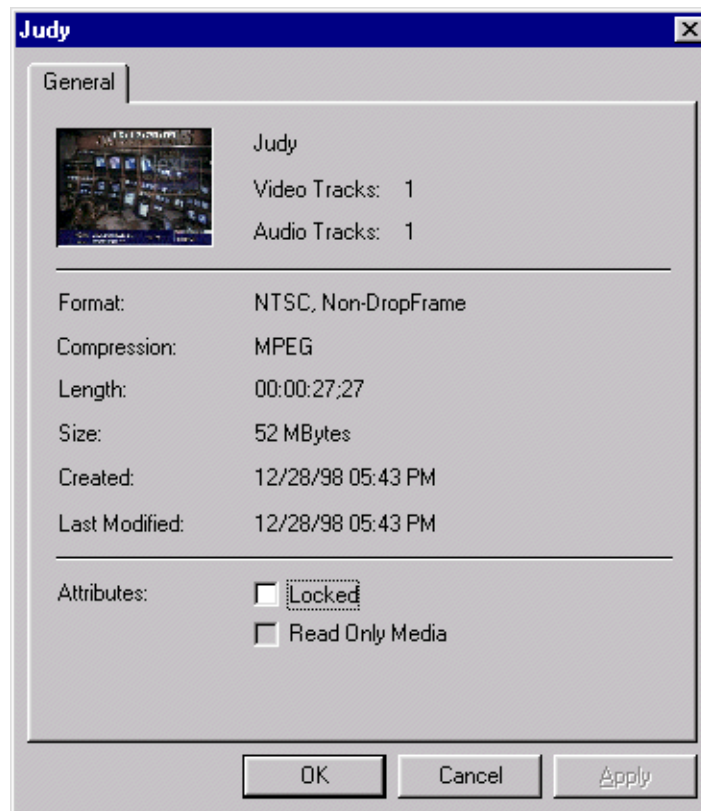 Judy
General
Judy
Video Tracks: 1
Audio Tracks: 1
Format: NTSC, Non-DropFrame
Compression: MPEG
Length: 00:00:27;27
Size: 52 MBytes
Created: 12/28/98 05:43 PM
Last Modified: 12/28/98 05:43 PM
Attributes: Locked
Read Only Media
OK Cancel Apply